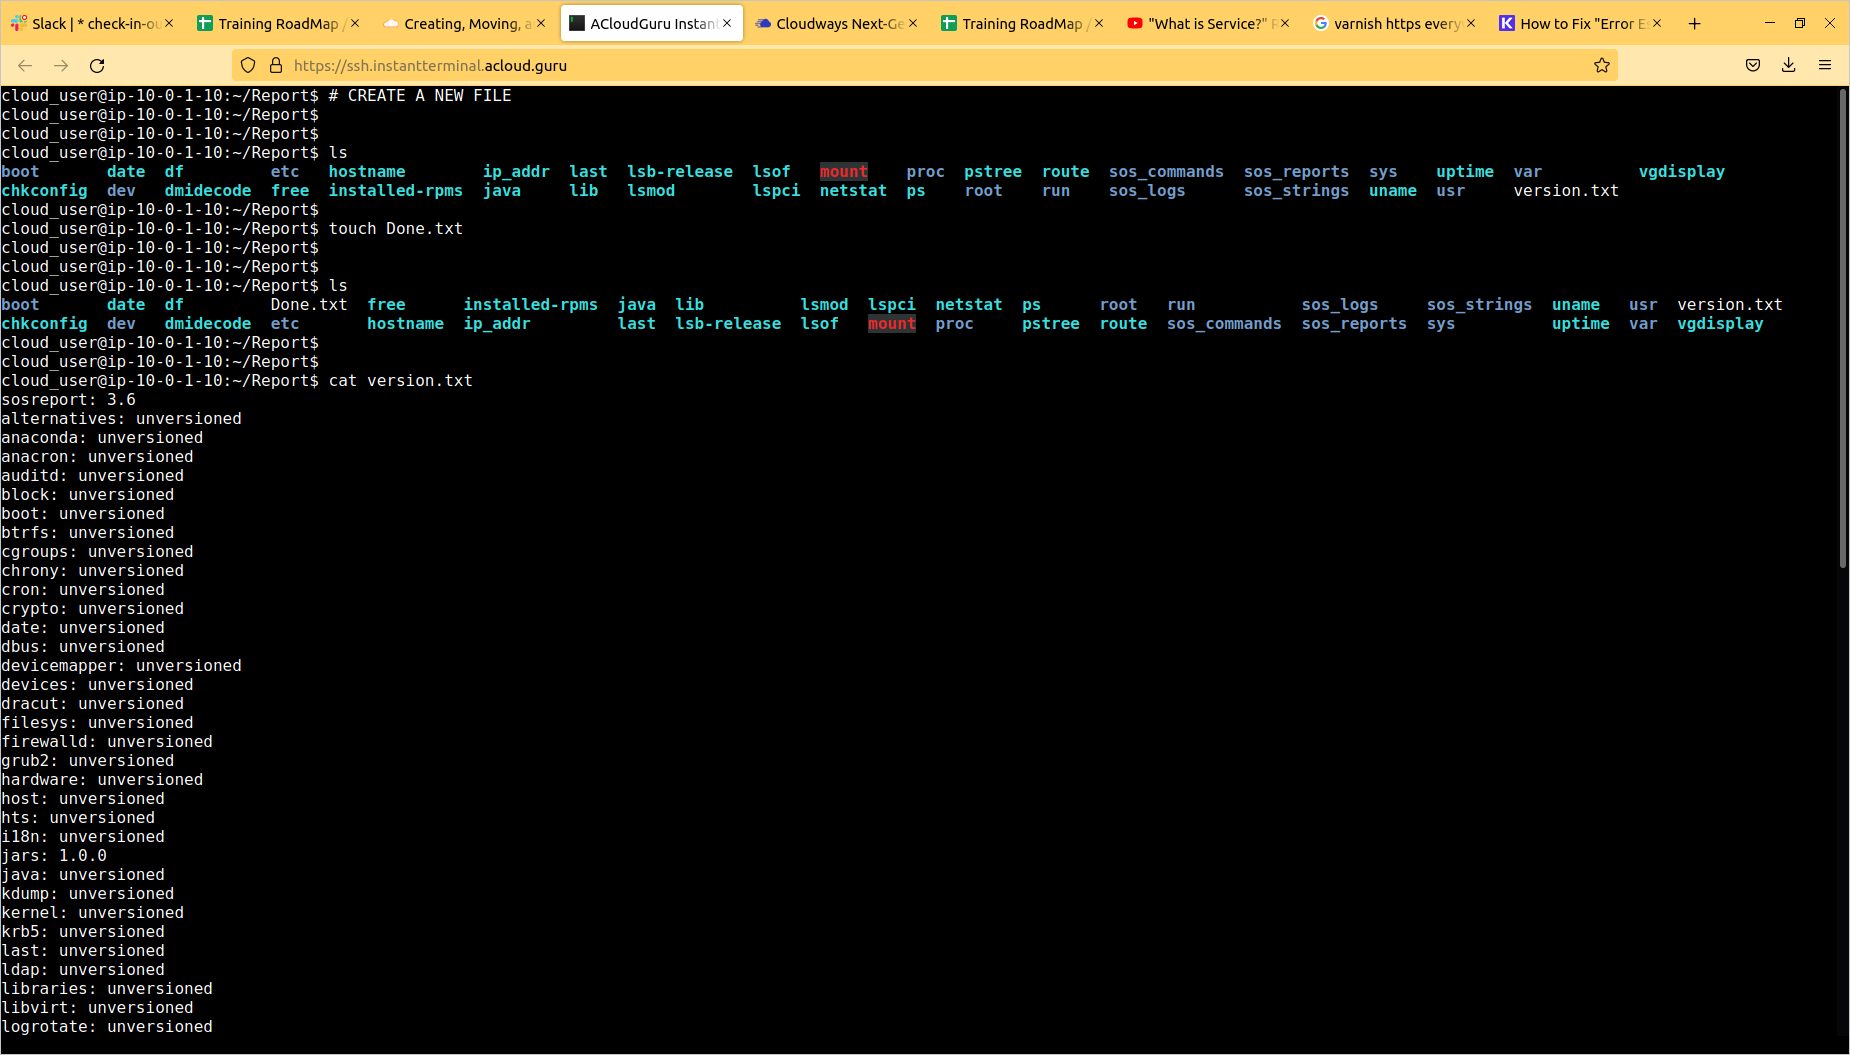 Slack | * check-in-ou
Training RoadMap /
Creating, Moving, a
ACloudGuru Instant
Cloudways Next-Ge
Training RoadMap /
"What is Service?"
varnish https every
How to Fix "Error E
https://ssh.instantterminal.acloud.guru
cloud_user@ip-10-0-1-10:~/Report$ # CREATE A NEW FILE
cloud_user@ip-10-0-1-10:~/Report$
cloud_user@ip-10-0-1-10:~/Report$
cloud_user@ip-10-0-1-10:~/Report$ ls
boot date df etc hostname ip_addr last lsb-release lsof mount proc pstree route sos_commands sos_reports sys uptime var vgdisplay
chkconfig dev dmidecode free installed-rpms java lib lsmod lspci netstat ps root run sos_logs sos_strings uname usr version.txt
cloud_user@ip-10-0-1-10:~/Report$
cloud_user@ip-10-0-1-10:~/Report$ touch Done.txt
cloud_user@ip-10-0-1-10:~/Report$
cloud_user@ip-10-0-1-10:~/Report$
cloud_user@ip-10-0-1-10:~/Report$ ls
boot date df Done.txt free installed-rpms java lib lsmod lspci netstat ps root run sos_logs sos_strings uname usr version.txt
chkconfig dev dmidecode etc hostname ip_addr last lsb-release lsof mount proc pstree route sos_commands sos_reports sys uptime var vgdisplay
cloud_user@ip-10-0-1-10:~/Report$
cloud_user@ip-10-0-1-10:~/Report$
cloud_user@ip-10-0-1-10:~/Report$ cat version.txt
sosreport: 3.6
alternatives: unversioned
anaconda: unversioned
anacron: unversioned
auditd: unversioned
block: unversioned
boot: unversioned
btrfs: unversioned
cgroups: unversioned
chrony: unversioned
cron: unversioned
crypto: unversioned
date: unversioned
dbus: unversioned
devicemapper: unversioned
devices: unversioned
dracut: unversioned
filesys: unversioned
firewalld: unversioned
grub2: unversioned
hardware: unversioned
host: unversioned
hts: unversioned
i18n: unversioned
jars: 1.0.0
java: unversioned
kdump: unversioned
kernel: unversioned
krb5: unversioned
last: unversioned
ldap: unversioned
libraries: unversioned
libvirt: unversioned
logrotate: unversioned